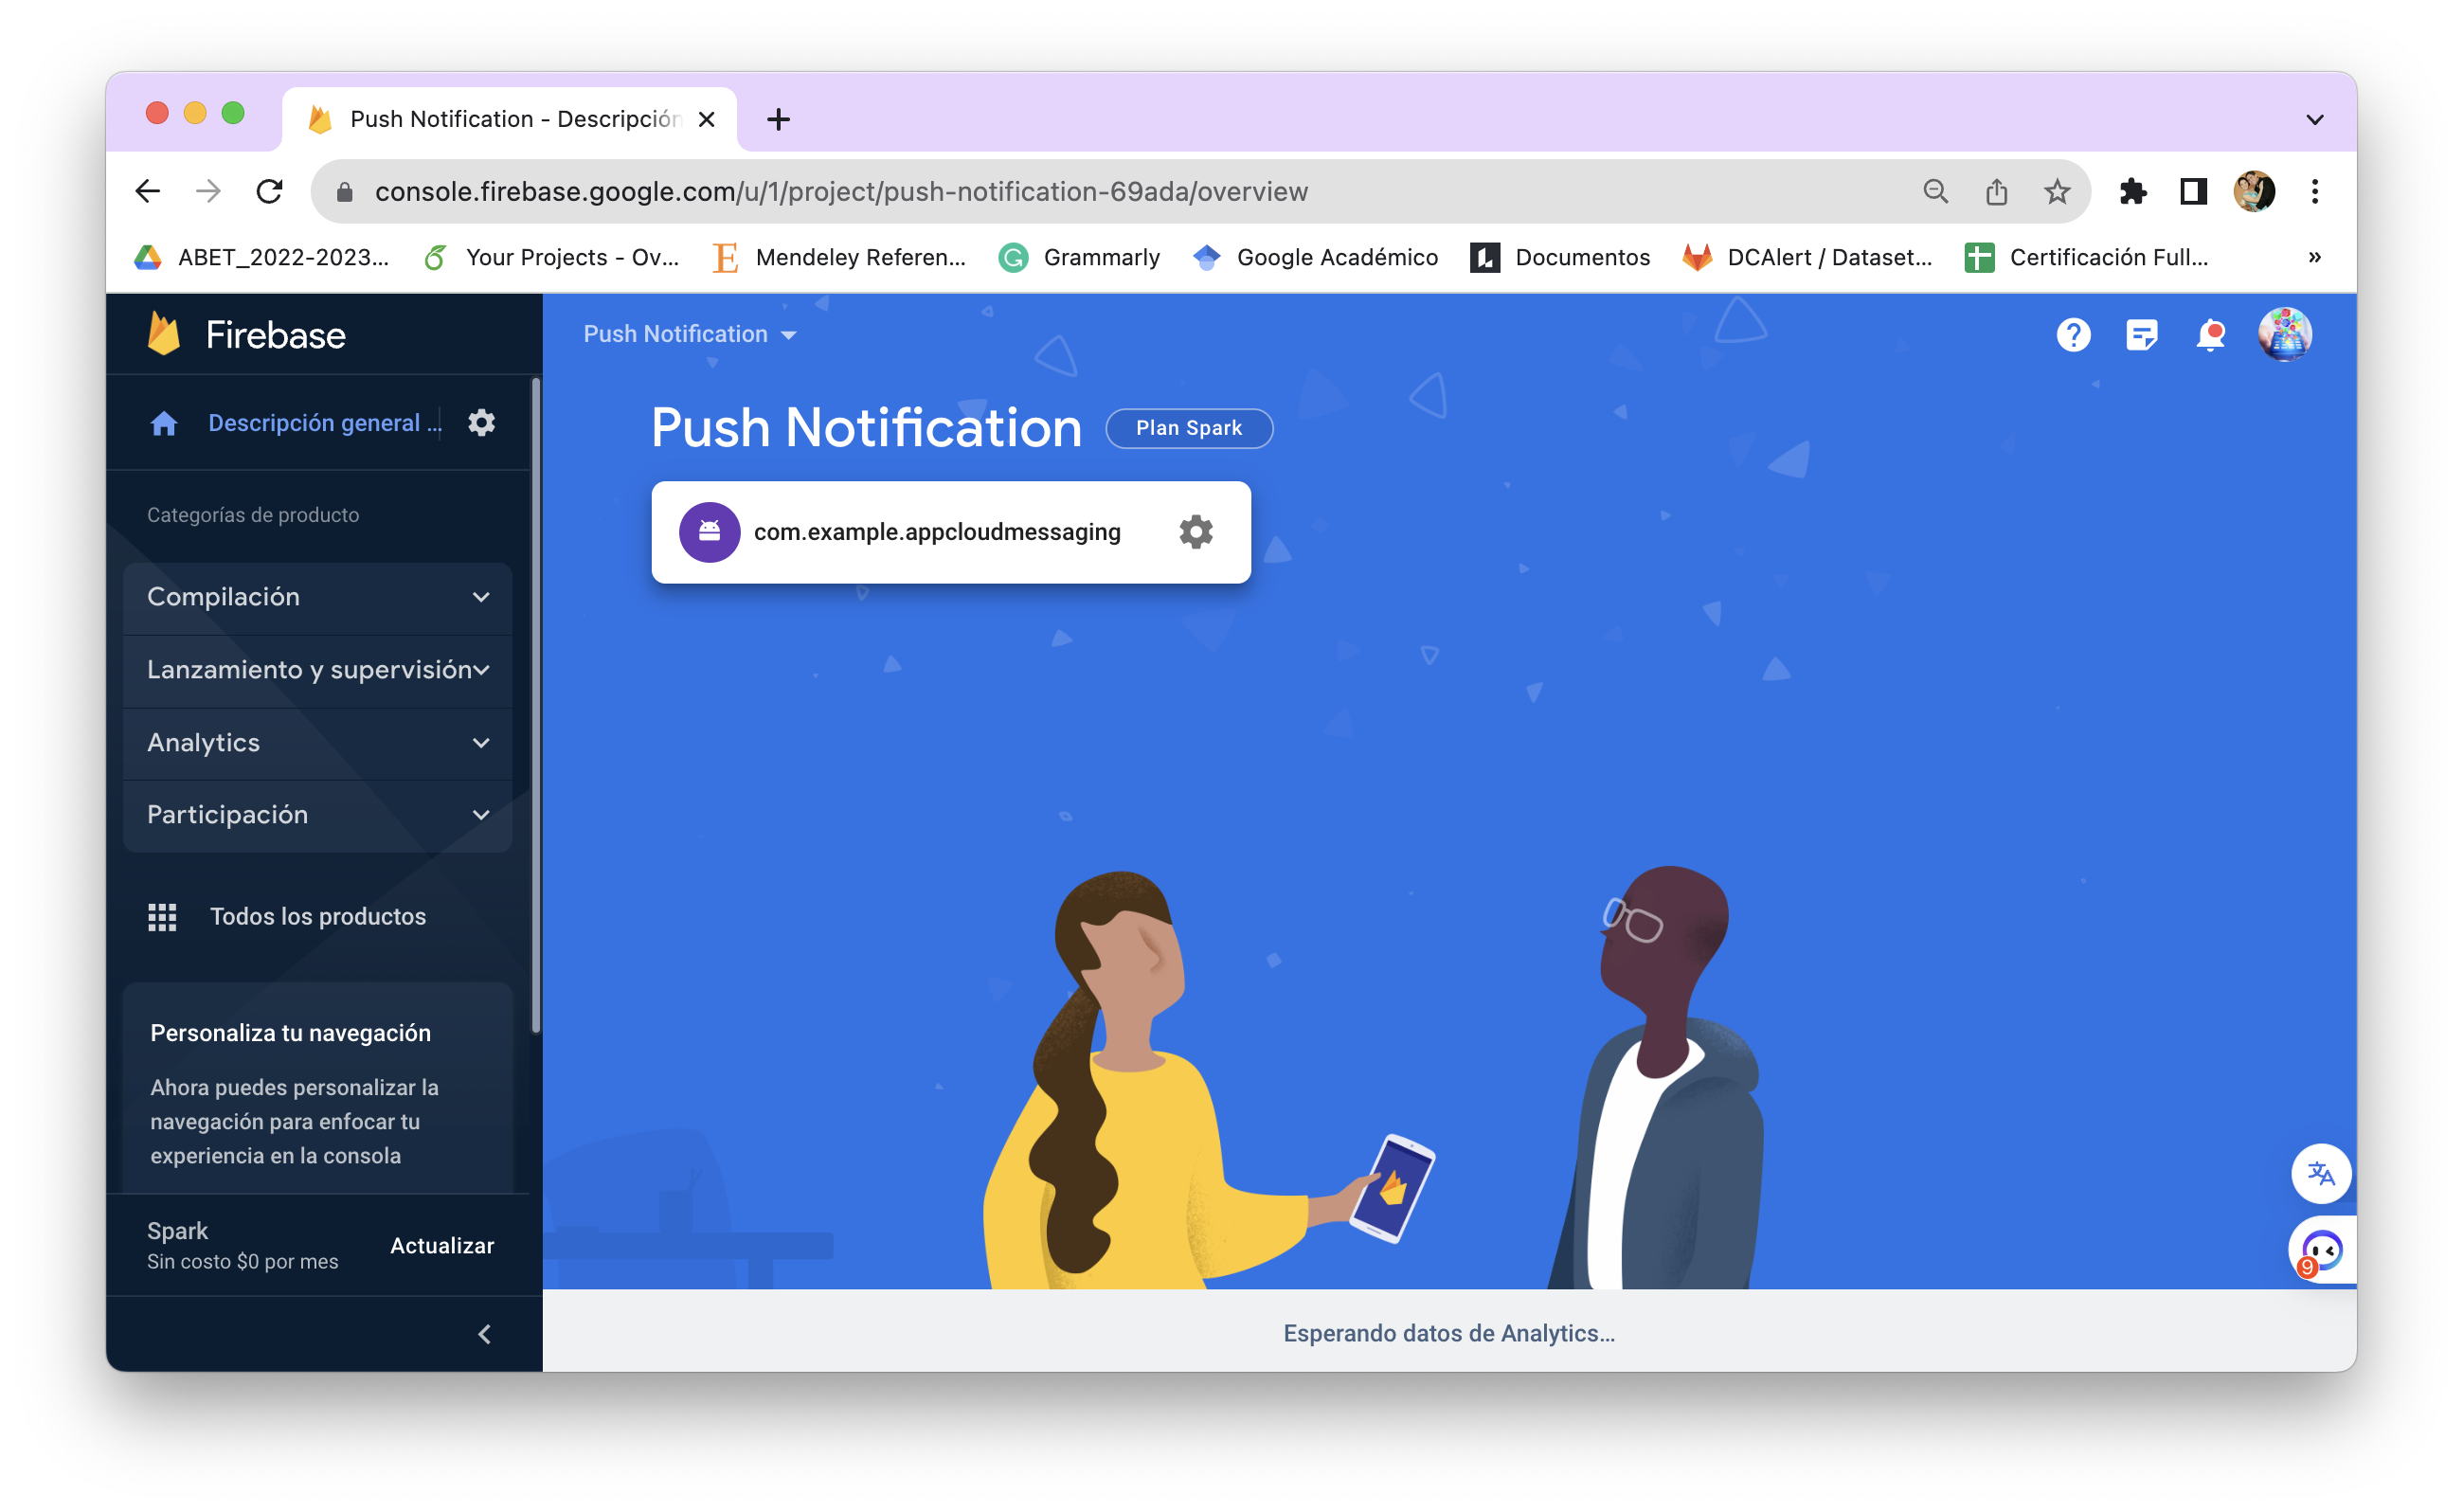 Push Notification - Descripción
console.firebase.google.com/u/1/project/push-notification-69ada/overview
ABET_2022-2023...
Your Projects - Ov...
E
Mendeley Referen...
Grammarly
Google Académico
Documentos
DCAlert / Dataset...
Certificación Full...
»
Firebase
Push Notification
Descripción general ...
Push Notification
Plan Spark
com.example.appcloudmessaging
Categorías de producto
Compilación
Lanzamiento y supervisión
Analytics
Participación
Todos los productos
Personaliza tu navegación
Ahora puedes personalizar la
navegación para enfocar tu
experiencia en la consola
Spark
Sin costo $0 por mes
Actualizar
9
Esperando datos de Analytics...